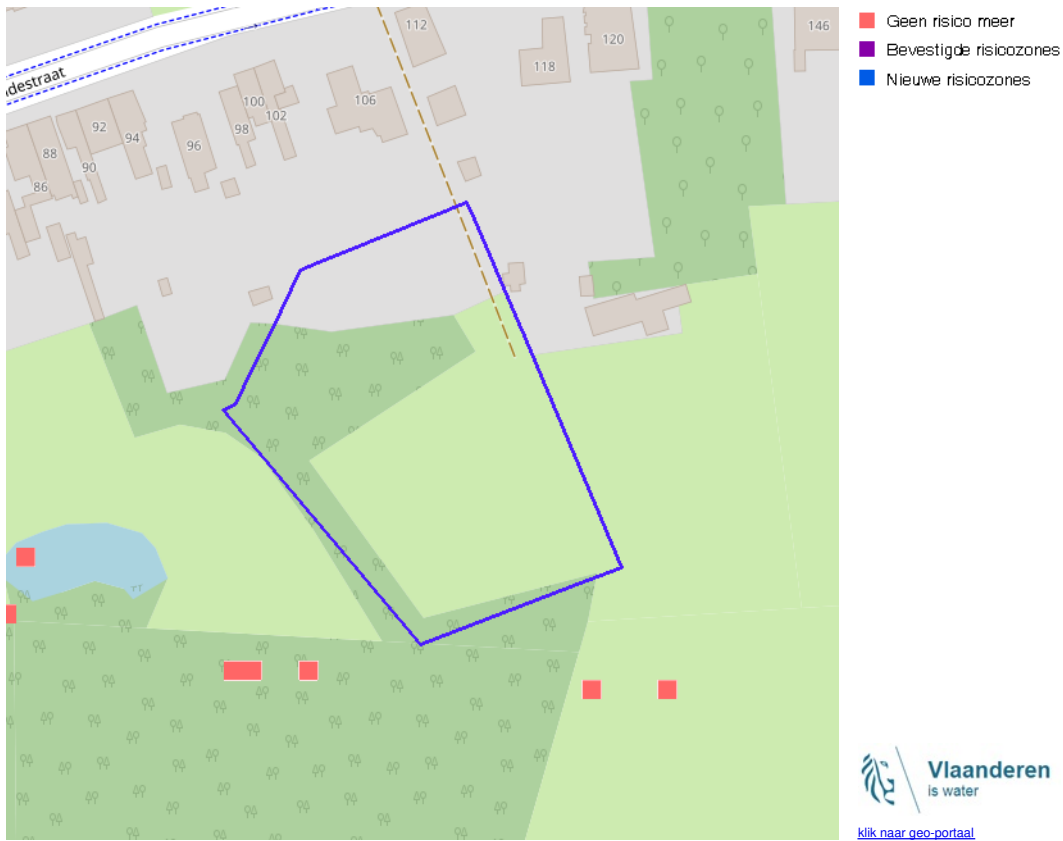 Geen risico meer
Bevestigde risicozones
Nieuwe risicozones
112
146
120
118
destraat
100
106
102
92
98
94
88
96
90
86
Vlaanderen
is water
klik naar geo-portaal